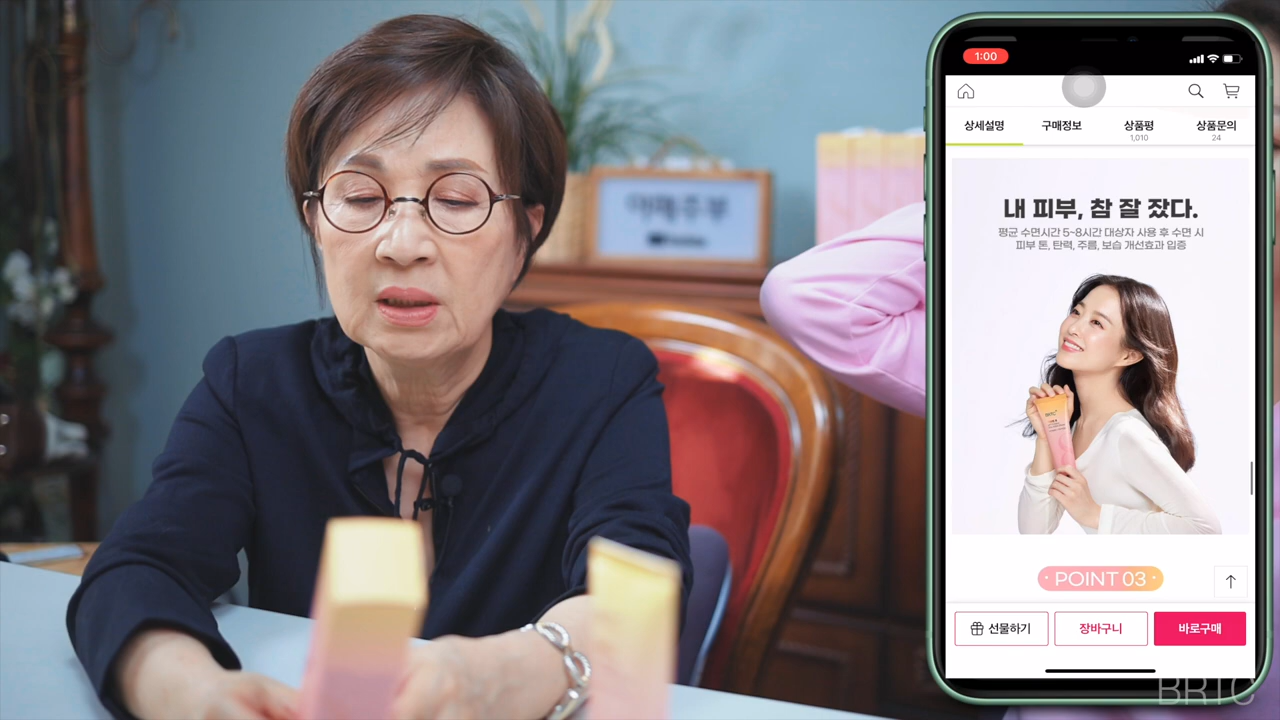 1:00
상세설명
구매정보
상품평
1,010
상품문의
24
내 피부, 참 잘 잤다.
평균 수면시간 5~8시간 대상자 사용 후 수면 시
피부 톤, 탄력, 주름, 보습 개선효과 입증
· POINT 03 ·
선물하기
장바구니
바로구매